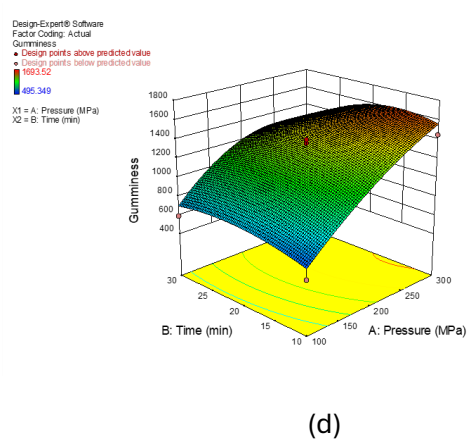 Design-Expert® Software
Factor Coding: Actual
Gumminess
Design points above predicted value
Design points below predicted value
1693.52
495.349
X1 = A: Pressure (MPa)
X2 = B: Time (min)
1800
1600
1400
1200
1000
800
600
400
Gumminess
30
25
20
15
10
100
150
200
250
300
B: Time (min)
A: Pressure (MPa)
(d)